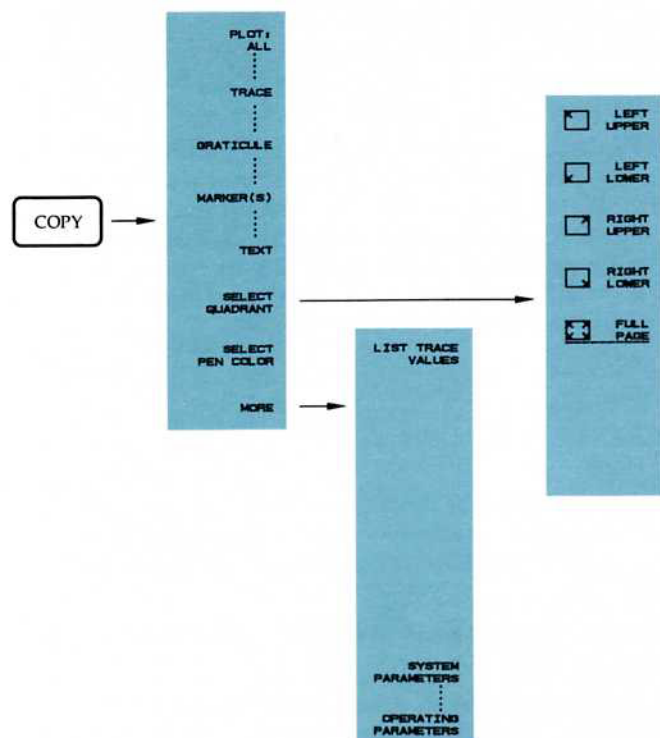 COPY
PLOT:
ALL
TRACE
GRATICULE
MARKER(S)
TEXT
SELECT
QUADRANT
SELECT
PEN COLOR
MORE
LIST TRACE
VALUES
SYSTEM
PARAMETERS
OPERATING
PARAMETERS
LEFT
UPPER
LEFT
LOWER
RIGHT
UPPER
RIGHT
LOWER
FULL
PAGE